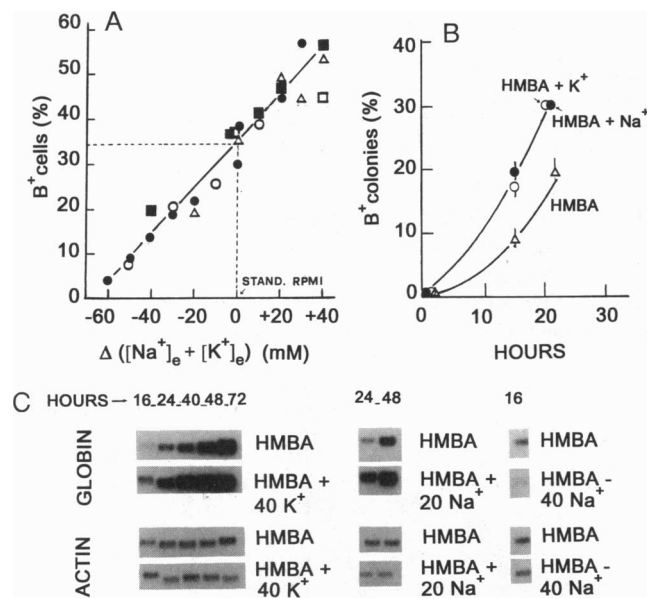 A
B⁺ cells (%)
60
50
40
30
20
10
0
STAND. RPMI
-60 -40 -20 0 +20 +40
Δ ([Na⁺]ₑ + [K⁺]ₑ) (mM)
B
B⁺ colonies (%)
40
30
20
10
0
HMBA + K⁺
HMBA + Na⁺
HMBA
0 10 20 30
HOURS
C HOURS → 16-24-40-48-72 24-48 16
GLOBIN
HMBA HMBA HMBA
HMBA + HMBA + HMBA-
40 K⁺ 20 Na⁺ 40 Na⁺
ACTIN
HMBA HMBA HMBA
HMBA + HMBA + HMBA-
40 K⁺ 20 Na⁺ 40 Na⁺